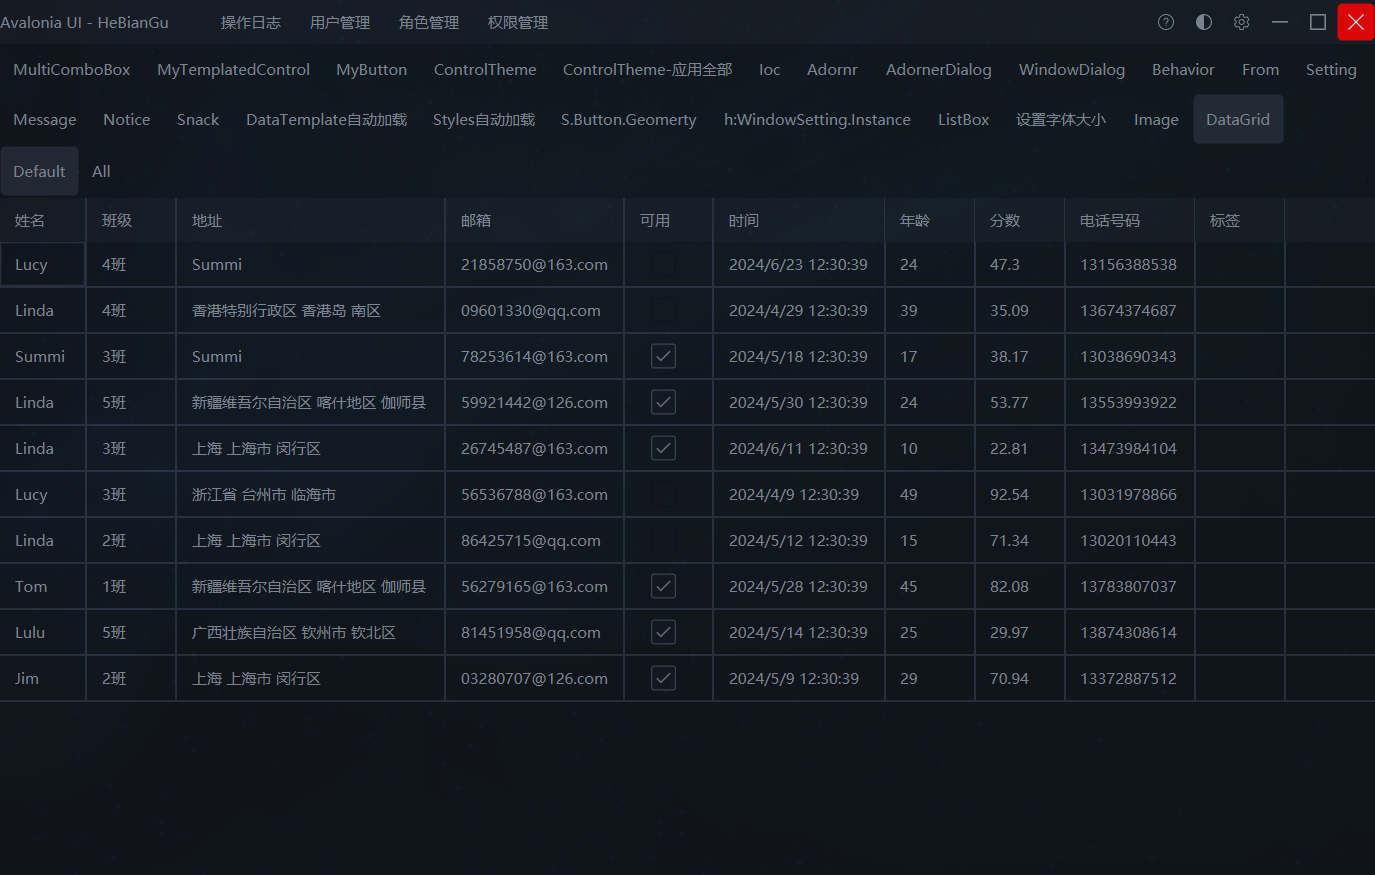 Avalonia UI - HeBianGu 操作日志 用户管理 角色管理 权限管理
MultiComboBox MyTemplatedControl MyButton ControlTheme ControlTheme-应用全部 Ioc Adornr AdornerDialog WindowDialog Behavior From Setting
Message Notice Snack DataTemplate自动加载 Styles自动加载 S.Button.Geomerty h:WindowSetting.Instance ListBox 设置字体大小 Image DataGrid
Default All
姓名 班级 地址 邮箱 可用 时间 年龄 分数 电话号码 标签
Lucy 4班 Summi 21858750@163.com 2024/6/23 12:30:39 24 47.3 13156388538
Linda 4班 香港特别行政区 香港岛 南区 09601330@qq.com 2024/4/29 12:30:39 39 35.09 13674374687
Summi 3班 Summi 78253614@163.com 2024/5/18 12:30:39 17 38.17 13038690343
Linda 5班 新疆维吾尔自治区 喀什地区 伽师县 59921442@126.com 2024/5/30 12:30:39 24 53.77 13553993922
Linda 3班 上海 上海市 闵行区 26745487@163.com 2024/6/11 12:30:39 10 22.81 13473984104
Lucy 3班 浙江省 台州市 临海市 56536788@163.com 2024/4/9 12:30:39 49 92.54 13031978866
Linda 2班 上海 上海市 闵行区 86425715@qq.com 2024/5/12 12:30:39 15 71.34 13020110443
Tom 1班 新疆维吾尔自治区 喀什地区 伽师县 56279165@163.com 2024/5/28 12:30:39 45 82.08 13783807037
Lulu 5班 广西壮族自治区 钦州市 钦北区 81451958@qq.com 2024/5/14 12:30:39 25 29.97 13874308614
Jim 2班 上海 上海市 闵行区 03280707@126.com 2024/5/9 12:30:39 29 70.94 13372887512